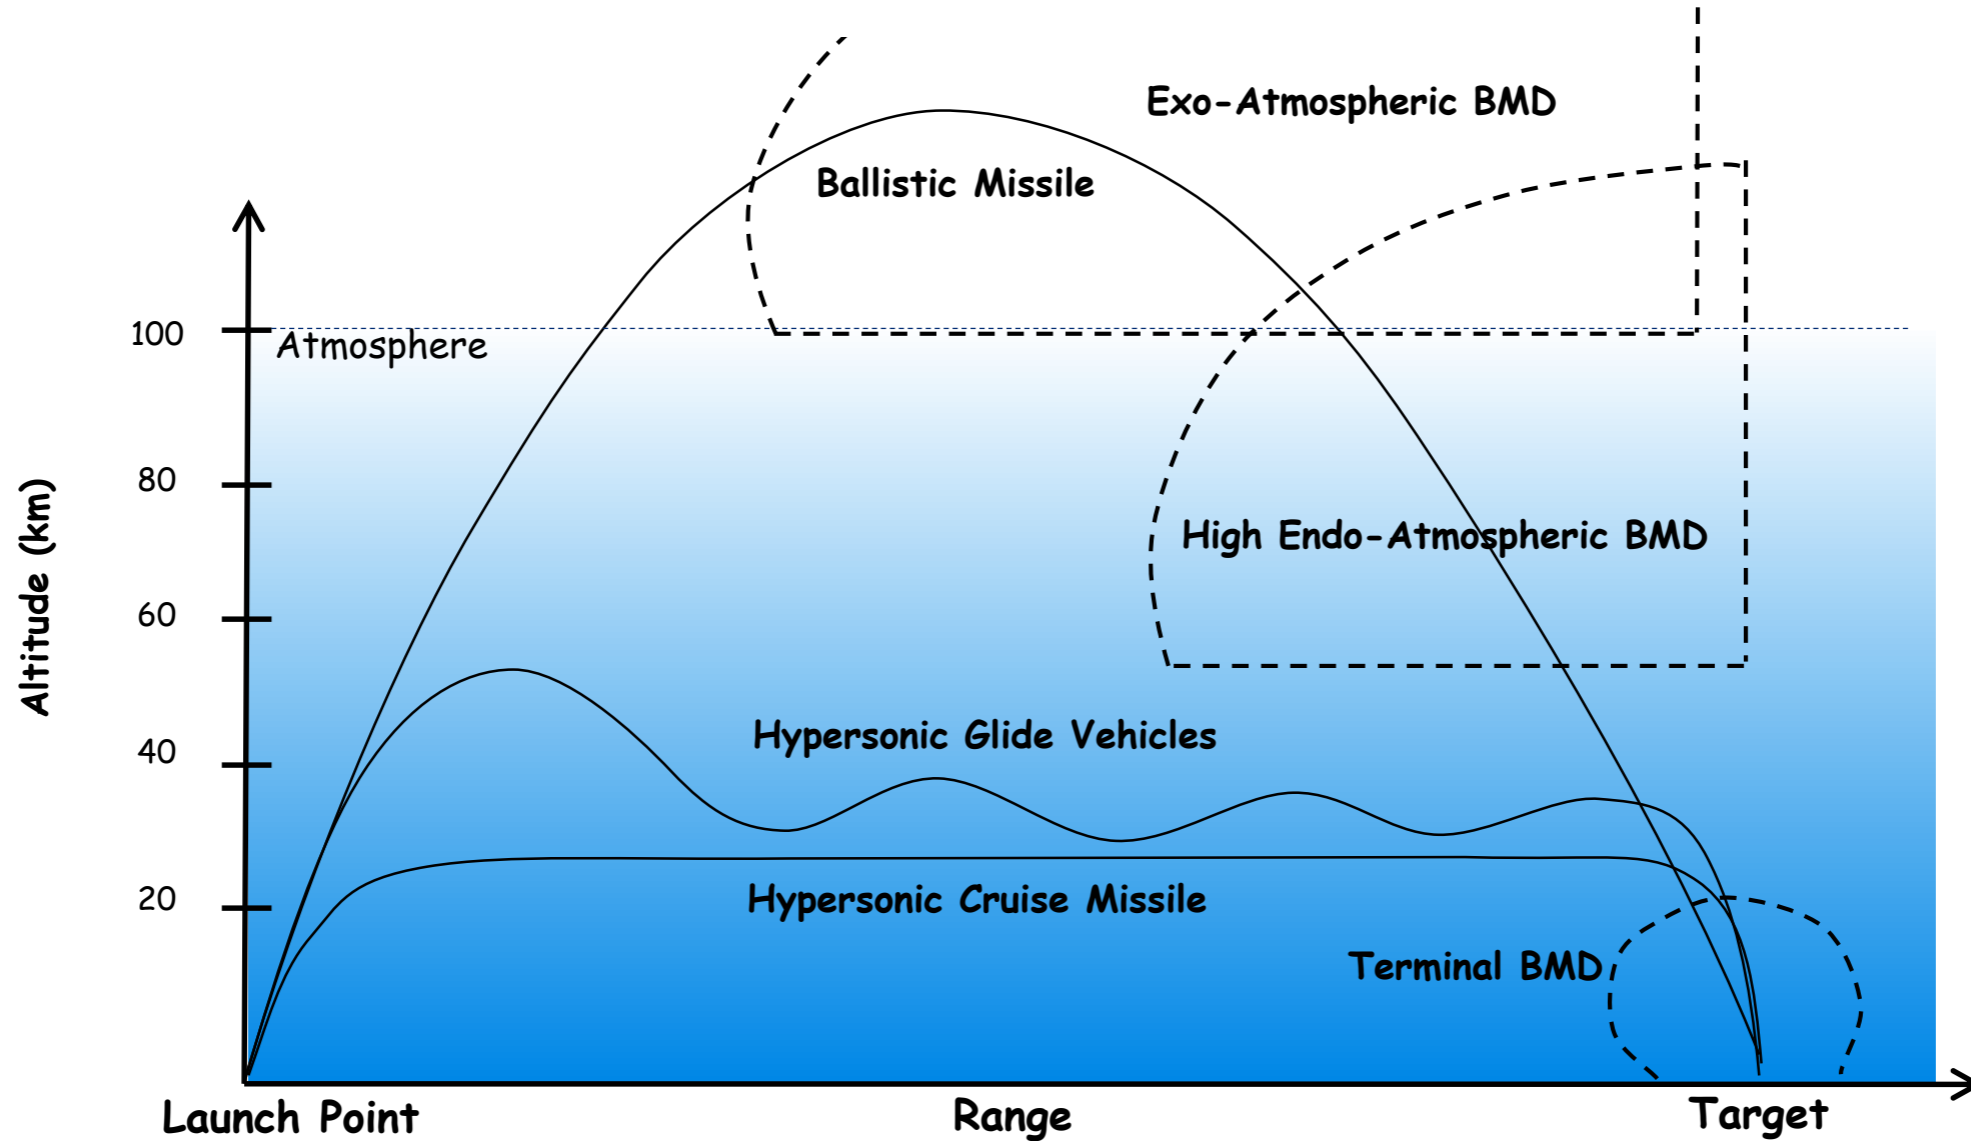 Exo-Atmospheric BMD
Ballistic Missile
100
Atmosphere
80
High Endo-Atmospheric BMD
Altitude (km)
60
Hypersonic Glide Vehicles
40
Hypersonic Cruise Missile
20
Terminal BMD
Launch Point
Range
Target